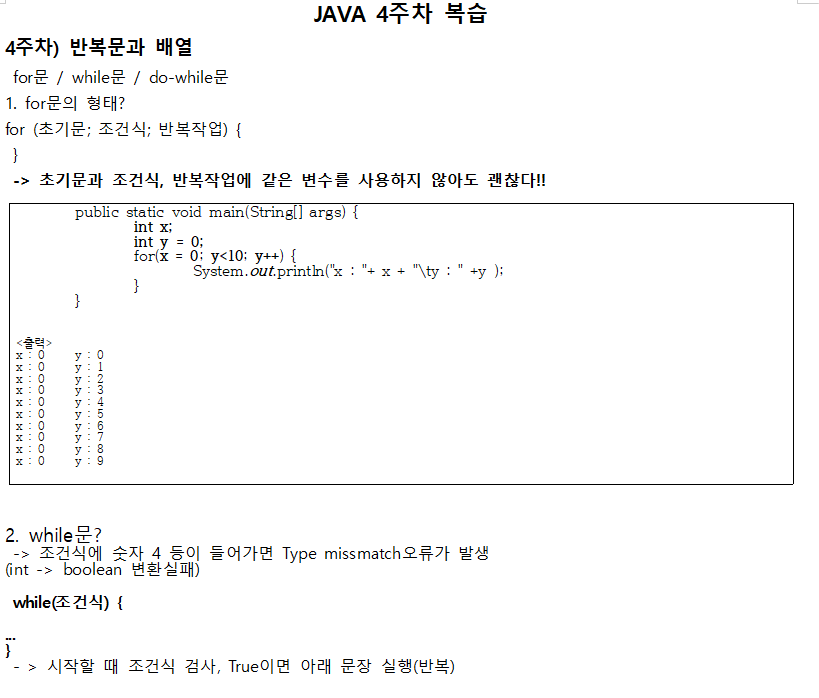 JAVA 4주차 복습
4주차) 반복문과 배열
for문 / while문 / do-while문
1. for문의 형태?
for (초기문; 조건식; 반복작업) {
}
-> 초기문과 조건식, 반복작업에 같은 변수를 사용하지 않아도 괜찮다!!
public static void main(String[] args) {
int x;
int y = 0;
for(x = 0; y<10; y++) {
System.out.println("x : "+ x + "\ty : " +y );
}
}
<출력>
x : 0 y : 0
x : 0 y : 1
x : 0 y : 2
x : 0 y : 3
x : 0 y : 4
x : 0 y : 5
x : 0 y : 6
x : 0 y : 7
x : 0 y : 8
x : 0 y : 9
2. while문?
-> 조건식에 숫자 4 등이 들어가면 Type missmatch오류가 발생
(int -> boolean 변환실패)
while(조건식) {
...
}
- > 시작할 때 조건식 검사, True이면 아래 문장 실행(반복)